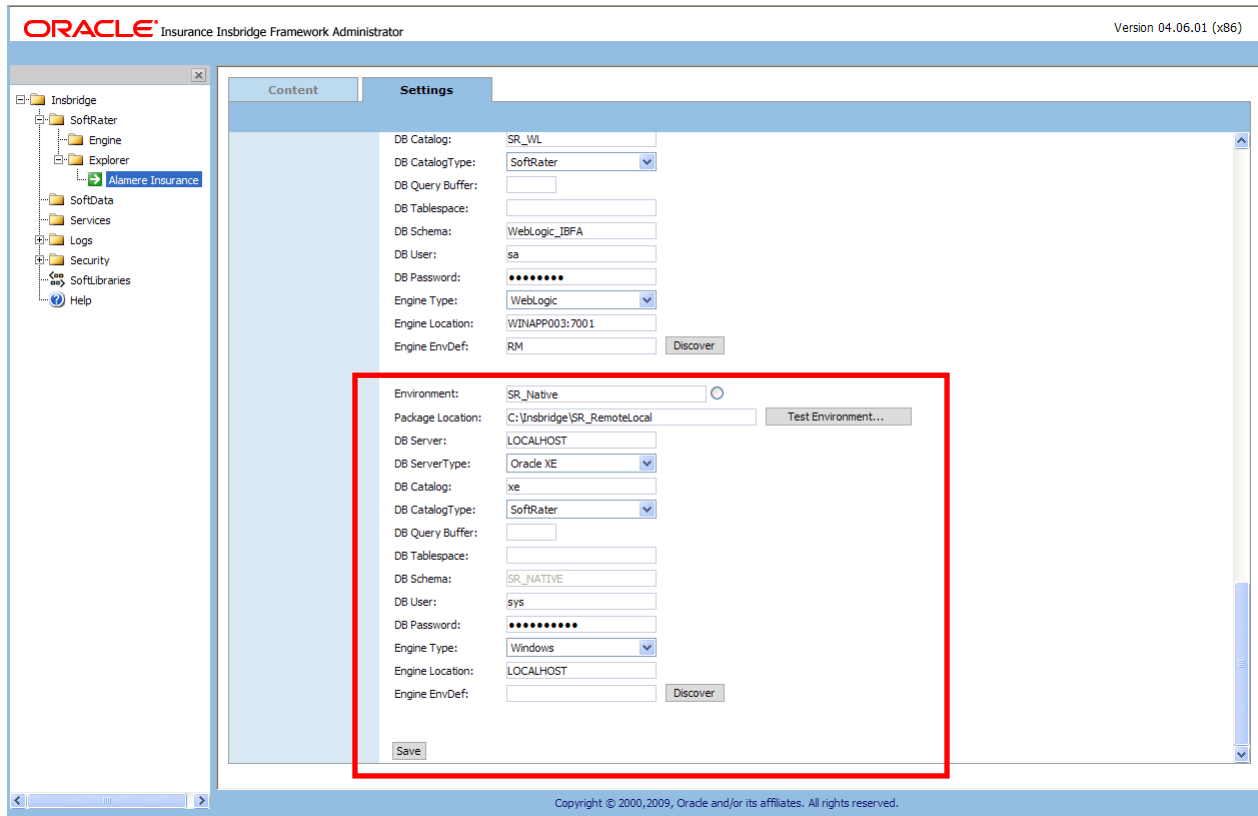 ORACLE® Insurance Insbridge Framework Administrator
Version 04.06.01 (x86)
Insbridge
SoftRater
Engine
Explorer
Alamere Insurance
SoftData
Services
Logs
Security
SoftLibraries
Help
Content
Settings
DB Catalog: SR_WL
DB CatalogType: SoftRater
DB Query Buffer:
DB Tablespace:
DB Schema: WebLogic_IBFA
DB User: sa
DB Password: ••••••••
Engine Type: WebLogic
Engine Location: WINAPP003:7001
Engine EnvDef: RM Discover
Environment: SR_Native
Package Location: C:\Insbridge\SR_RemoteLocal Test Environment...
DB Server: LOCALHOST
DB ServerType: Oracle XE
DB Catalog: xe
DB CatalogType: SoftRater
DB Query Buffer:
DB Tablespace:
DB Schema: SR_NATIVE
DB User: sys
DB Password: ••••••••••
Engine Type: Windows
Engine Location: LOCALHOST
Engine EnvDef: Discover
Save
Copyright © 2000,2009, Oracle and/or its affiliates. All rights reserved.